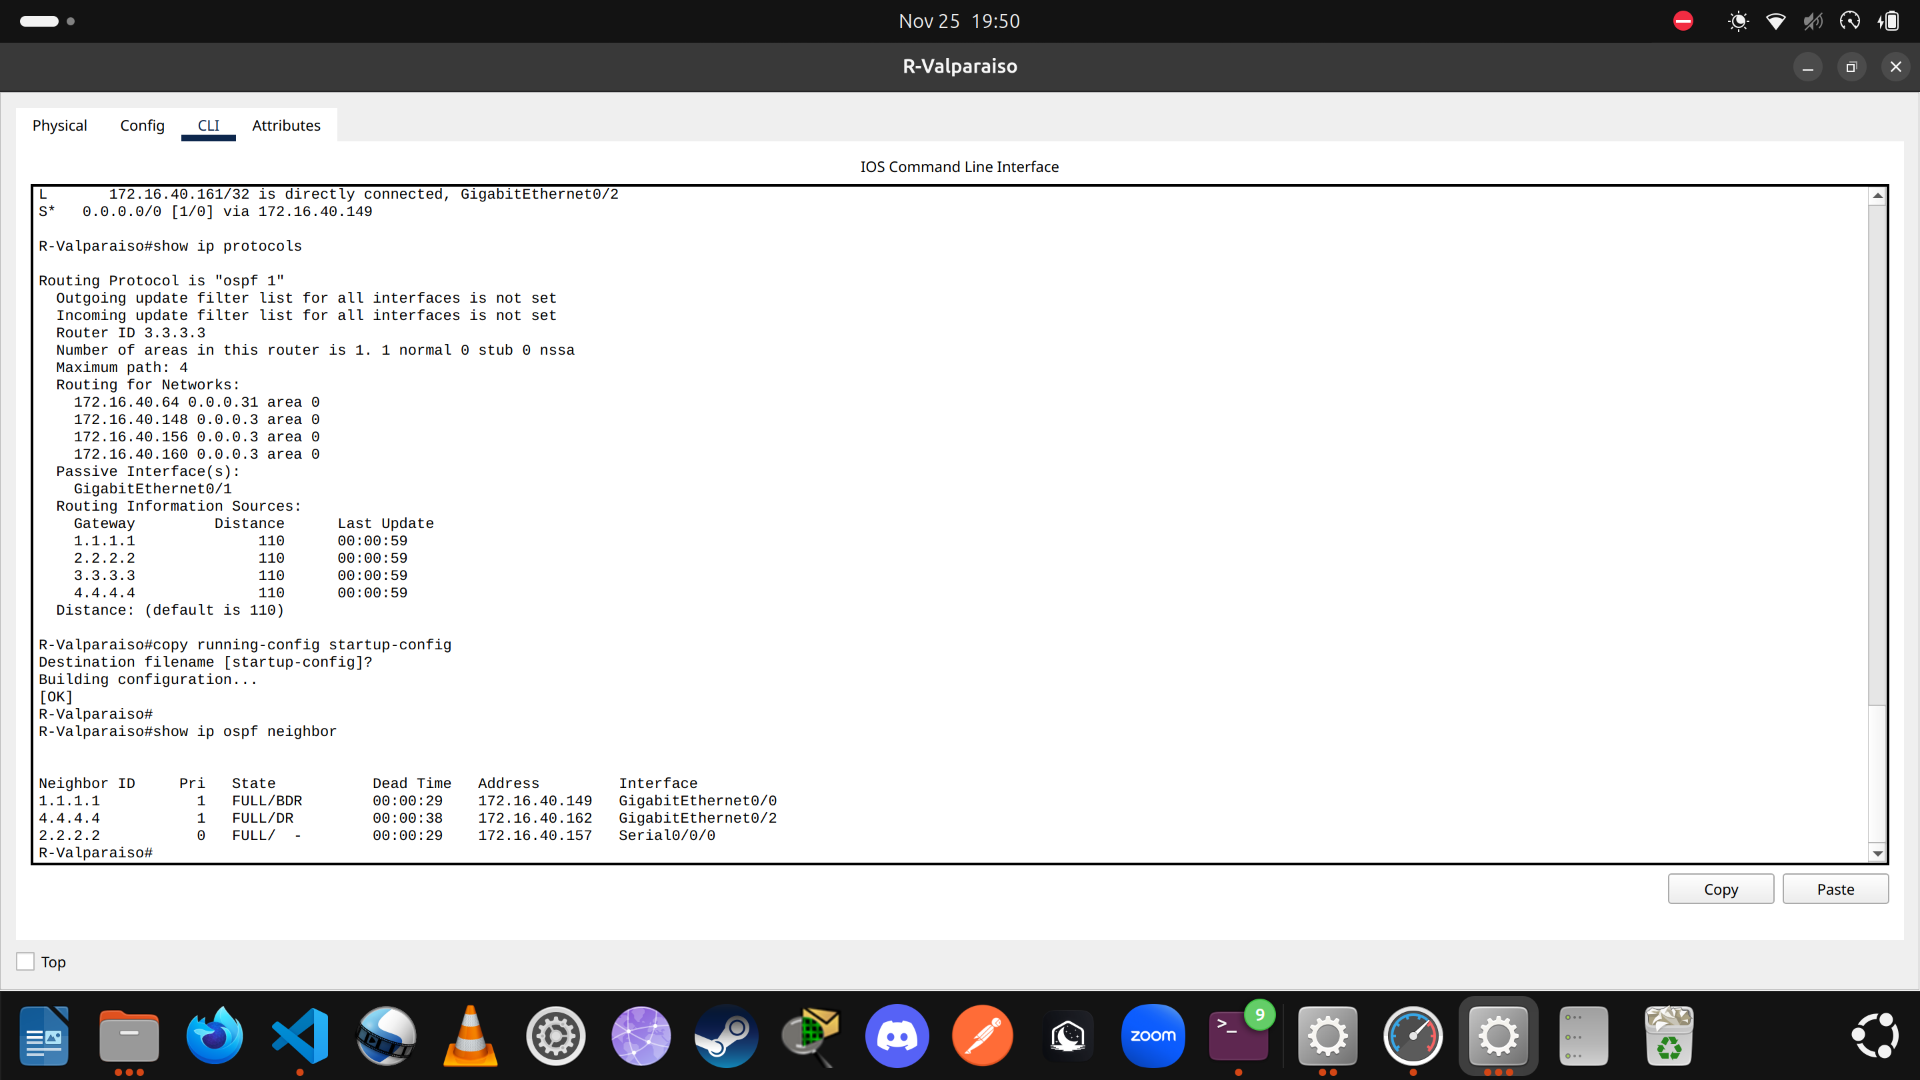 Nov 25 19:50
R-Valparaiso
Physical Config CLI Attributes
IOS Command Line Interface
L       172.16.40.161/32 is directly connected, GigabitEthernet0/2
S*   0.0.0.0/0 [1/0] via 172.16.40.149
R-Valparaiso#show ip protocols
Routing Protocol is "ospf 1"
  Outgoing update filter list for all interfaces is not set
  Incoming update filter list for all interfaces is not set
  Router ID 3.3.3.3
  Number of areas in this router is 1. 1 normal 0 stub 0 nssa
  Maximum path: 4
  Routing for Networks:
    172.16.40.64 0.0.0.31 area 0
    172.16.40.148 0.0.0.3 area 0
    172.16.40.156 0.0.0.3 area 0
    172.16.40.160 0.0.0.3 area 0
  Passive Interface(s):
    GigabitEthernet0/1
  Routing Information Sources:
    Gateway         Distance      Last Update
    1.1.1.1              110      00:00:59
    2.2.2.2              110      00:00:59
    3.3.3.3              110      00:00:59
    4.4.4.4              110      00:00:59
  Distance: (default is 110)
R-Valparaiso#copy running-config startup-config
Destination filename [startup-config]?
Building configuration...
[OK]
R-Valparaiso#
R-Valparaiso#show ip ospf neighbor
Neighbor ID     Pri   State           Dead Time   Address         Interface
1.1.1.1           1   FULL/BDR        00:00:29    172.16.40.149   GigabitEthernet0/0
4.4.4.4           1   FULL/DR         00:00:38    172.16.40.162   GigabitEthernet0/2
2.2.2.2           0   FULL/  -        00:00:29    172.16.40.157   Serial0/0/0
R-Valparaiso#
Copy Paste
Top
zoom
>_
9